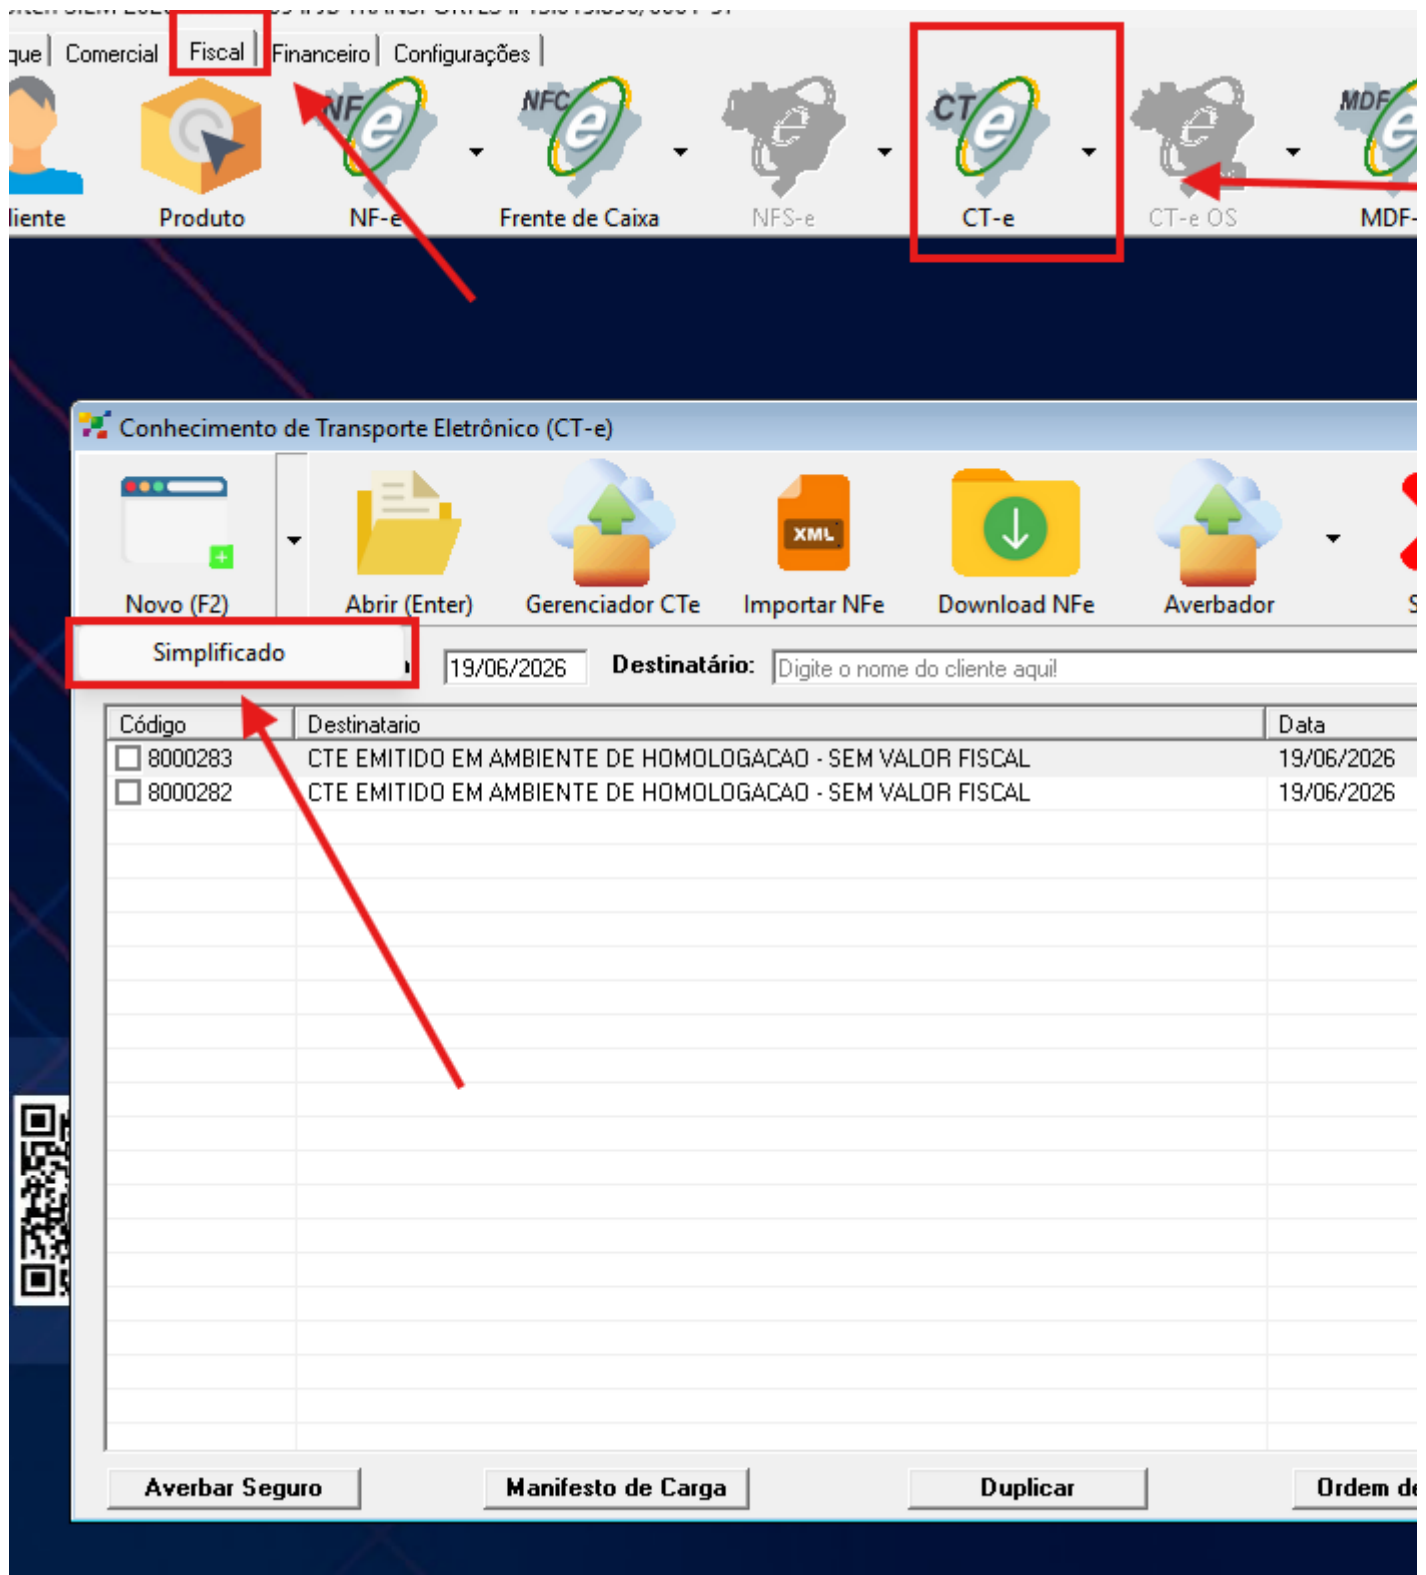 que Comercial Fiscal Financeiro Configurações
NF e NFC e e CT e e MDF e
liente Produto NF-e Frente de Caixa NFS-e CT-e CT-e OS MDF-
Conhecimento de Transporte Eletrônico (CT-e)
XML
Novo (F2) Abrir (Enter) Gerenciador CTe Importar NFe Download NFe Averbador S
Simplificado 19/06/2026 Destinatário: Digite o nome do cliente aqui!
Código Destinatario Data
8000283 CTE EMITIDO EM AMBIENTE DE HOMOLOGACAO - SEM VALOR FISCAL 19/06/2026
8000282 CTE EMITIDO EM AMBIENTE DE HOMOLOGACAO - SEM VALOR FISCAL 19/06/2026
Averbar Seguro Manifesto de Carga Duplicar Ordem de